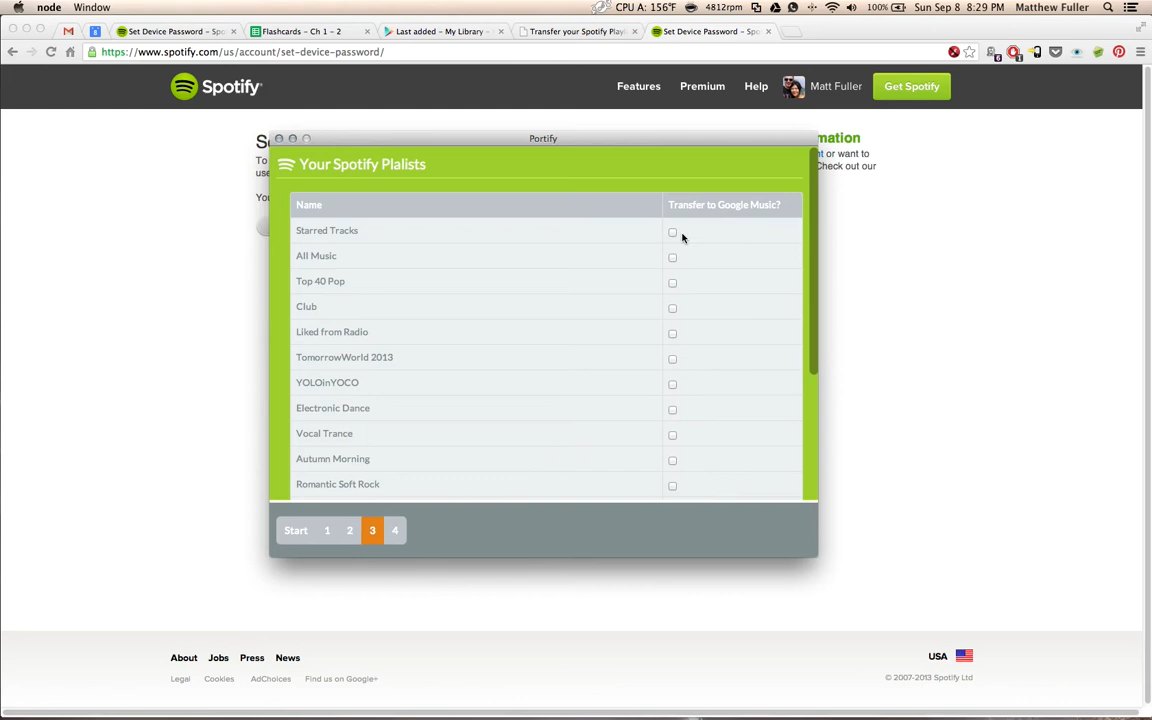 node Window CPU A: 156°F 4812rpm 100% Sun Sep 8 8:29 PM Matthew Fuller
Set Device Password – Spo Flashcards – Ch 1 – 2 Last added – My Library – Transfer your Spotify Playl Set Device Password – Spo
https://www.spotify.com/us/account/set-device-password/
Spotify Features Premium Help Matt Fuller Get Spotify
Portify
Your Spotify Plalists
mation
To
or want to
use
Check out our
You
Name Transfer to Google Music?
Starred Tracks
All Music
Top 40 Pop
Club
Liked from Radio
TomorrowWorld 2013
YOLOinYOCO
Electronic Dance
Vocal Trance
Autumn Morning
Romantic Soft Rock
Start 1 2 3 4
About Jobs Press News USA
Legal Cookies AdChoices Find us on Google+ © 2007-2013 Spotify Ltd